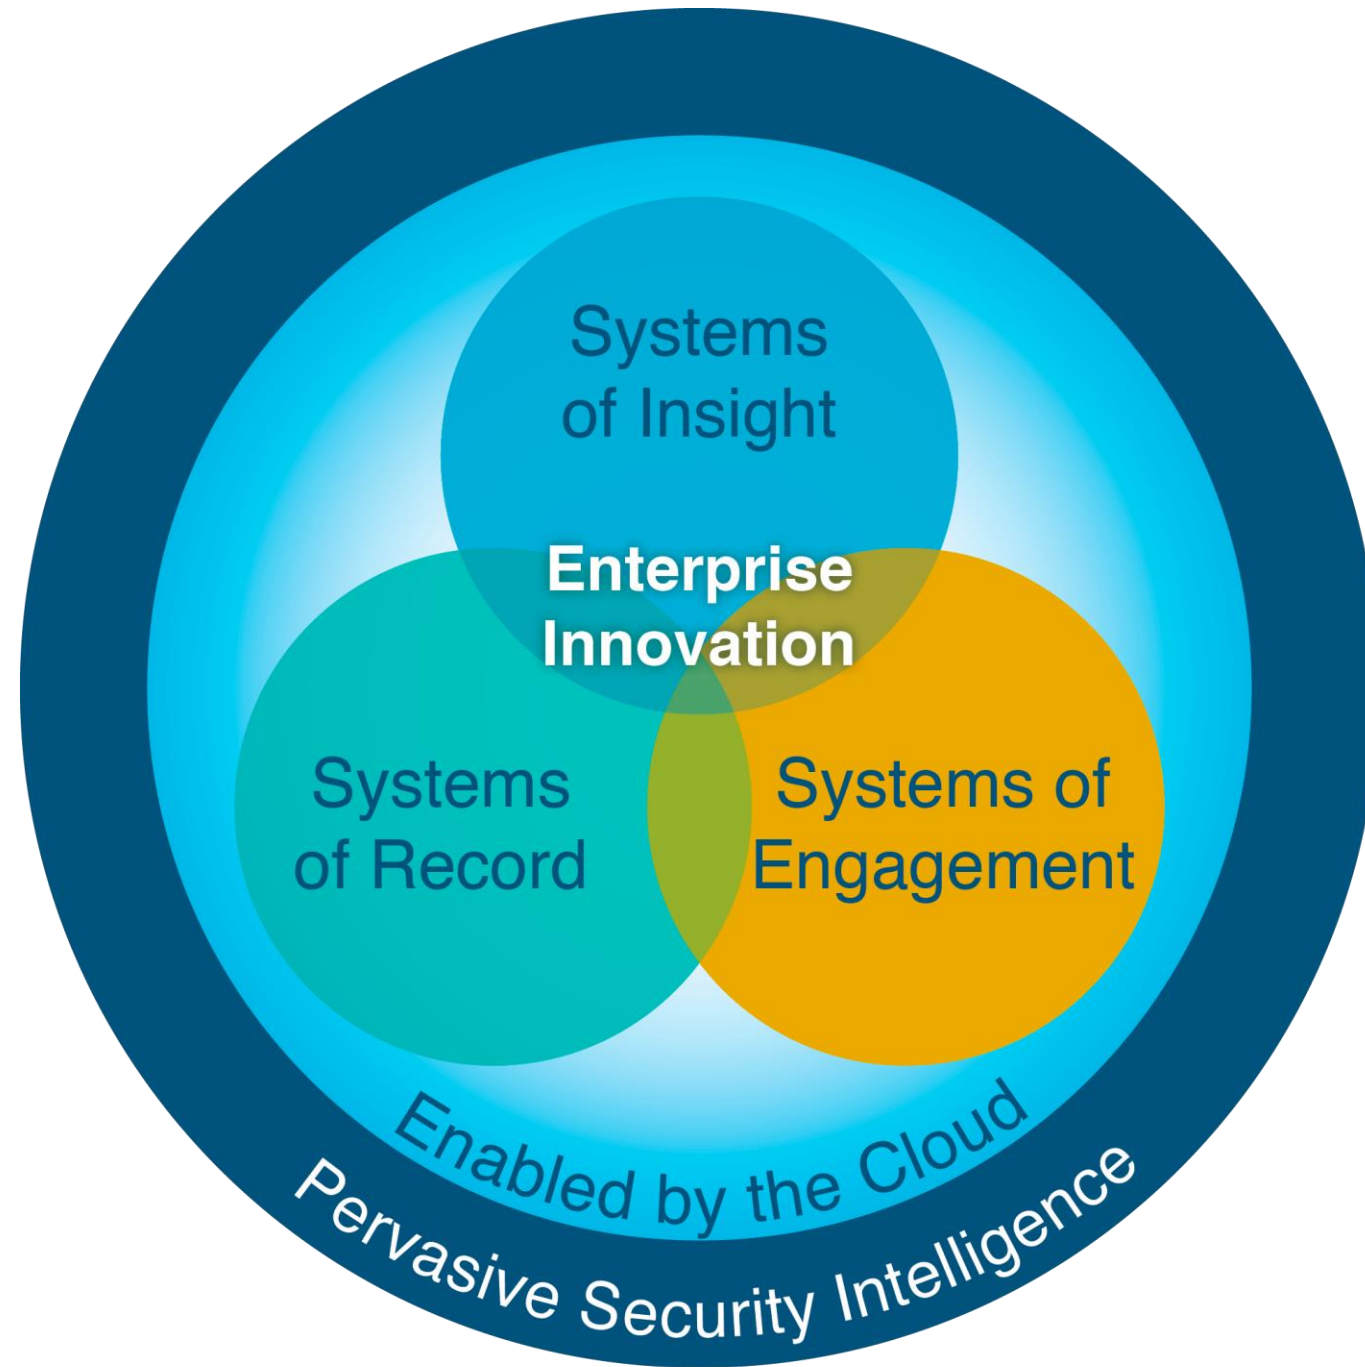 Systems
of Insight
Enterprise
Innovation
Systems
of Record
Systems of
Engagement
Enabled by the Cloud
Pervasive Security Intelligence